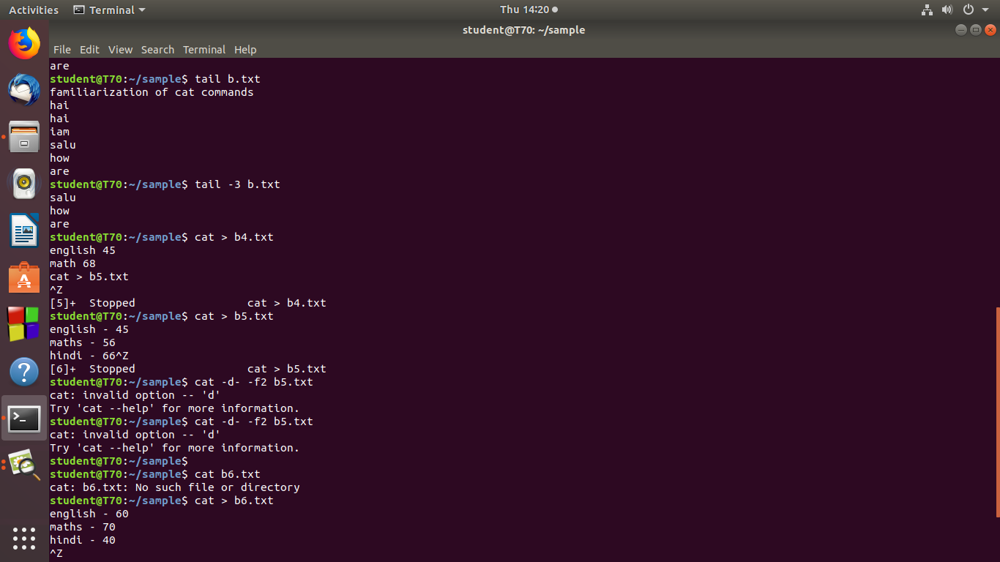 Activities Terminal Thu 14:20
student@T70: ~/sample
File Edit View Search Terminal Help
are
student@T70:~/sample$ tail b.txt
familiarization of cat commands
hai
hai
iam
salu
how
are
student@T70:~/sample$ tail -3 b.txt
salu
how
are
student@T70:~/sample$ cat > b4.txt
english 45
math 68
cat > b5.txt
^Z
[5]+  Stopped                 cat > b4.txt
student@T70:~/sample$ cat > b5.txt
english - 45
maths - 56
hindi - 66^Z
[6]+  Stopped                 cat > b5.txt
student@T70:~/sample$ cat -d- -f2 b5.txt
cat: invalid option -- 'd'
Try 'cat --help' for more information.
student@T70:~/sample$ cat -d- -f2 b5.txt
cat: invalid option -- 'd'
Try 'cat --help' for more information.
student@T70:~/sample$
student@T70:~/sample$ cat b6.txt
cat: b6.txt: No such file or directory
student@T70:~/sample$ cat > b6.txt
english - 60
maths - 70
hindi - 40
^Z